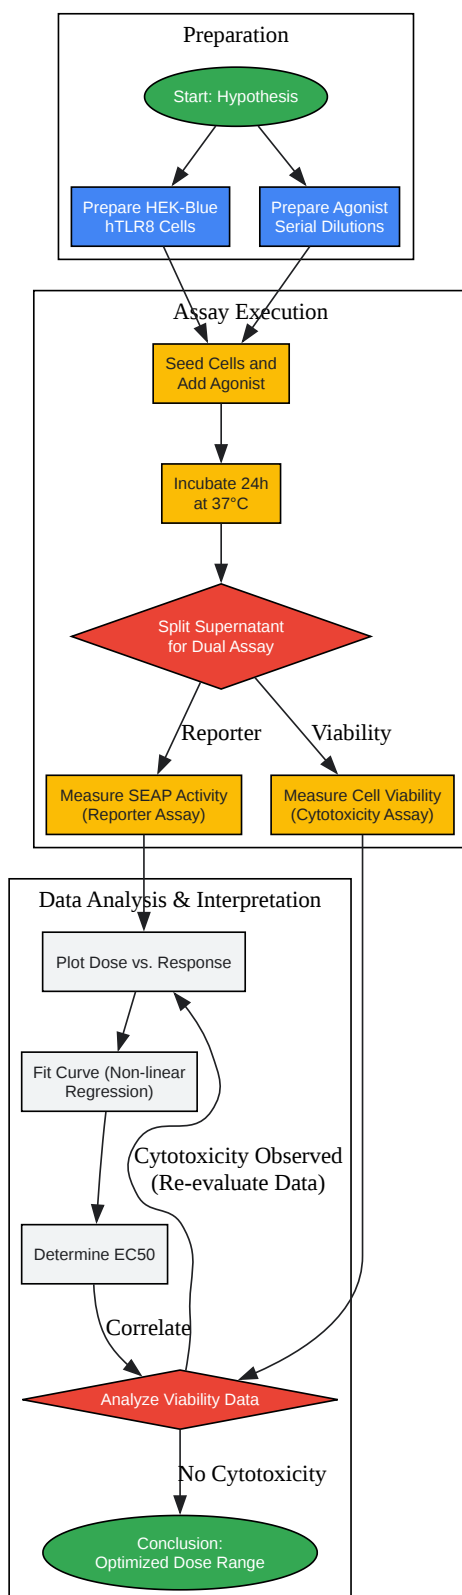 Preparation
Start: Hypothesis
Prepare HEK-Blue
hTLR8 Cells
Prepare Agonist
Serial Dilutions
Assay Execution
Seed Cells and
Add Agonist
Incubate 24h
at 37°C
Split Supernatant
for Dual Assay
Reporter
Viability
Measure SEAP Activity
(Reporter Assay)
Measure Cell Viability
(Cytotoxicity Assay)
Data Analysis & Interpretation
Plot Dose vs. Response
Fit Curve (Non-linear
Regression)
Cytotoxicity Observed
(Re-evaluate Data)
Determine EC50
Correlate
Analyze Viability Data
No Cytotoxicity
Conclusion:
Optimized Dose Range